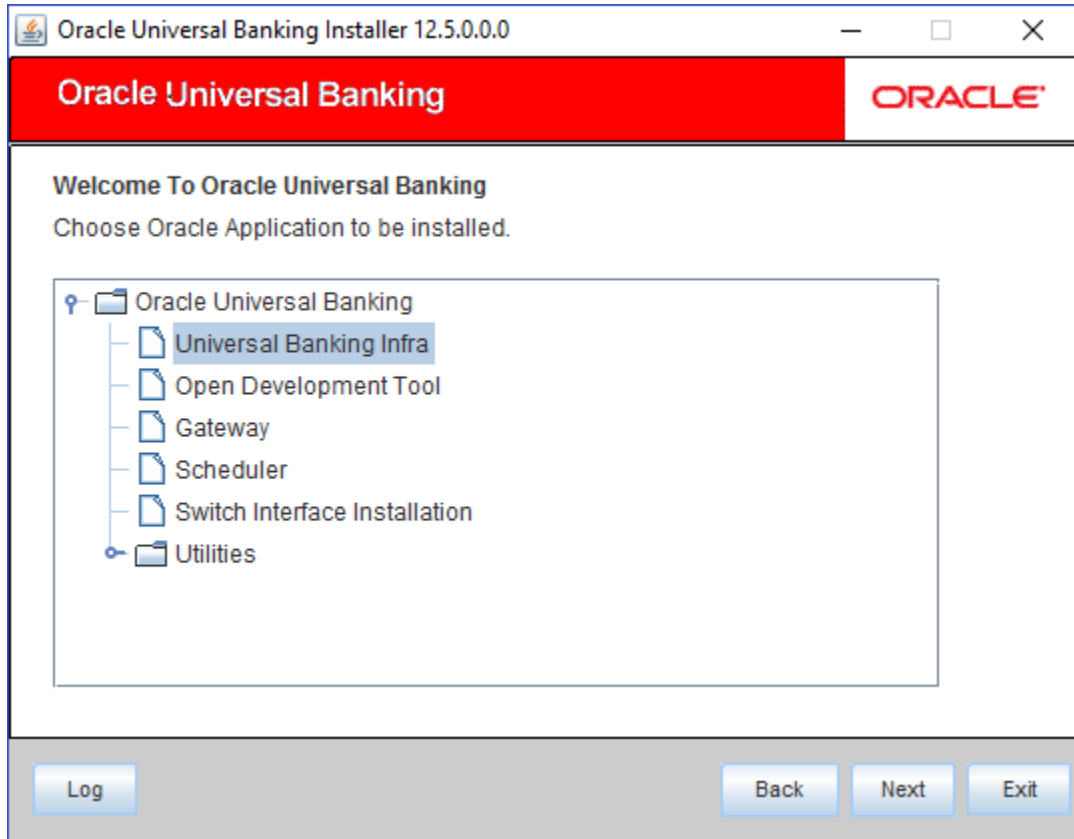 Oracle Universal Banking Installer 12.5.0.0.0
Oracle Universal Banking
ORACLE
Welcome To Oracle Universal Banking
Choose Oracle Application to be installed.
Oracle Universal Banking
Universal Banking Infra
Open Development Tool
Gateway
Scheduler
Switch Interface Installation
Utilities
Log
Back
Next
Exit